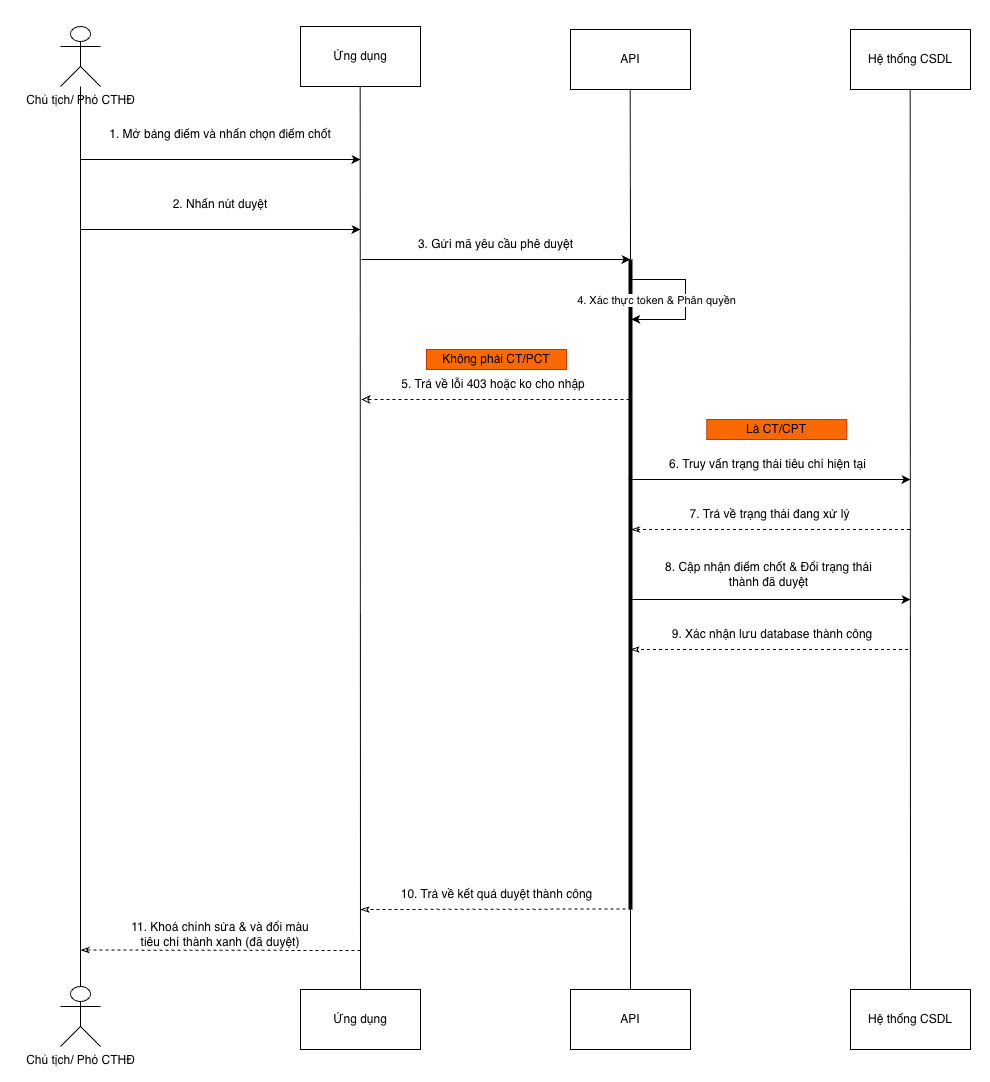 Ứng dụng
API
Hệ thống CSDL
Chủ tịch/ Phó CTHĐ
1. Mở bảng điểm và nhấn chọn điểm chốt
2. Nhấn nút duyệt
3. Gửi mã yêu cầu phê duyệt
4. Xác thực token & Phân quyền
Không phải CT/PCT
5. Trả về lỗi 403 hoặc ko cho nhập
Là CT/CPT
6. Truy vấn trạng thái tiêu chí hiện tại
7. Trả về trạng thái đang xử lý
8. Cập nhận điểm chốt & Đổi trạng thái
thành đã duyệt
9. Xác nhận lưu database thành công
10. Trả về kết quả duyệt thành công
11. Khoá chỉnh sửa & và đổi màu
tiêu chí thành xanh (đã duyệt)
Ứng dụng
API
Hệ thống CSDL
Chủ tịch/ Phó CTHĐ